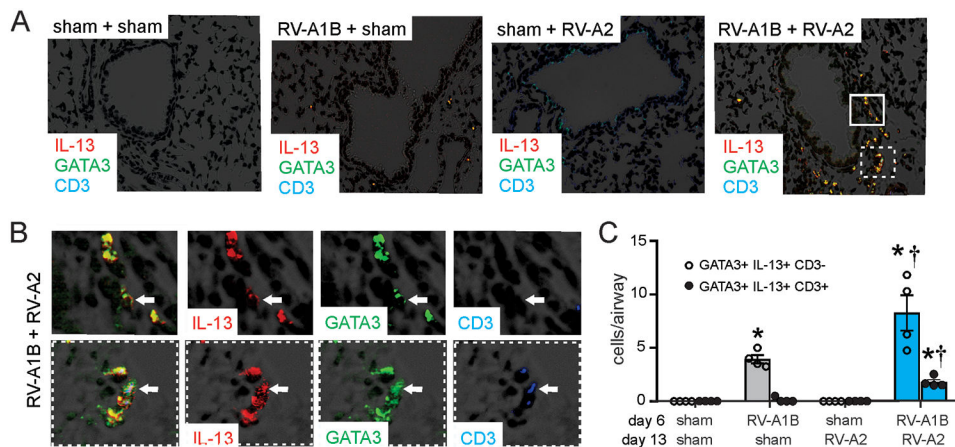 A
sham + sham
RV-A1B + sham
sham + RV-A2
RV-A1B + RV-A2
IL-13
GATA3
CD3
IL-13
GATA3
CD3
IL-13
GATA3
CD3
IL-13
GATA3
CD3
B
RV-A1B + RV-A2
IL-13
GATA3
CD3
IL-13
GATA3
CD3
C
cells/airway
15
10
5
0
GATA3+ IL-13+ CD3-
GATA3+ IL-13+ CD3+
*
*†
*†
day 6 sham RV-A1B sham RV-A1B
day 13 sham sham RV-A2 RV-A2